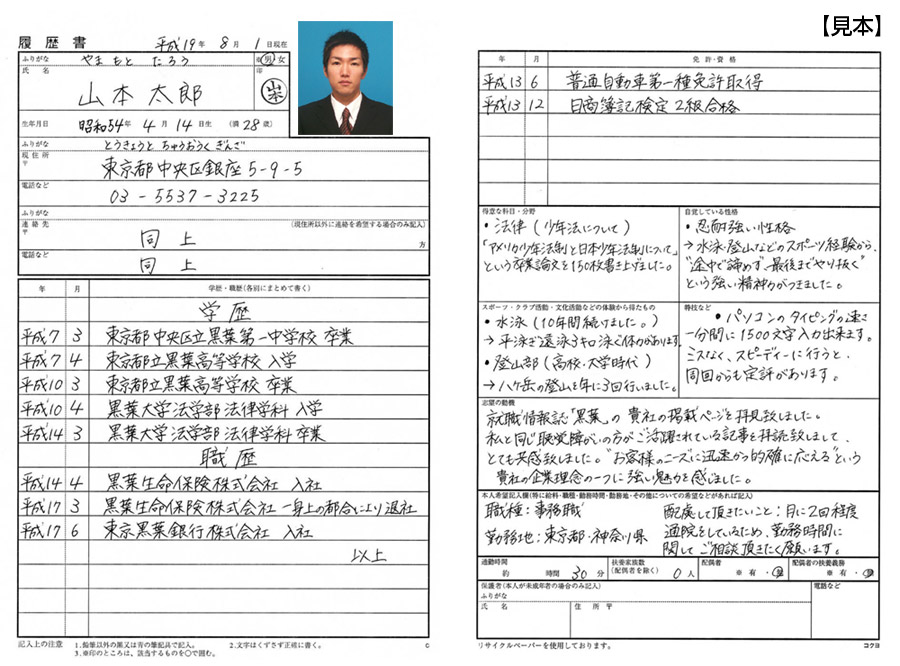 【見本】
履歴書 平成19年 8月 1日現在
ふりがな やまもと たろう ※ 男・女
氏名 山本太郎 印 山本
生年月日 昭和54年 4月 14日生 (満 28歳)
ふりがな とうきょうと ちゅうおうく ぎんざ
現住所 〒 東京都中央区銀座5-9-5
電話など 03-5537-3225
ふりがな
連絡先 (現住所以外に連絡を希望する場合のみ記入)
〒 同上 方
電話など 同上
年 月 学歴・職歴(各別にまとめて書く)
学歴
平成7 3 東京都中央区立黒葉第一中学校 卒業
平成7 4 東京都立黒葉高等学校 入学
平成10 3 東京都立黒葉高等学校 卒業
平成10 4 黒葉大学法学部法律学科 入学
平成14 3 黒葉大学法学部法律学科 卒業
職歴
平成14 4 黒葉生命保険株式会社 入社
平成17 3 黒葉生命保険株式会社 一身上の都合により退社
平成17 6 東京黒葉銀行株式会社 入社
以上
記入上の注意 1.鉛筆以外の黒又は青の筆記具で記入。 2.文字はくずさず正確に書く。
3.※印のところは、該当するものを○で囲む。
年 月 免許・資格
平成13 6 普通自動車第一種免許取得
平成13 12 日商簿記検定2級合格
得意な科目・分野
・法律(少年法について)
「アメリカ少年法制と日本少年法制について」
という卒業論文を150枚書き上げました。
自覚している性格
・忍耐強い性格
→水泳・登山などのスポーツ経験から、
"途中で諦めず、最後までやり抜く"
という強い精神力がつきました。
スポーツ・クラブ活動・文化活動などの体験から得たもの
・水泳(10年間続けました。)
→平泳ぎ遠泳3キロ泳ぐ体力があります。
・登山部(高校・大学時代)
→八ヶ岳の登山を年に3回行いました。
特技など
・パソコンのタイピングの速さ
一分間に1500文字入力出来ます。
ミスなく、スピーディーに行うと、
周囲からも定評があります。
志望の動機
就職情報誌「黒葉」の貴社の掲載ページを拝見致しました。
私と同じ聴覚障がいの方がご活躍されている記事を拝読致しまして、
とても共感致しました。"お客様のニーズに迅速かつ的確に応える"という
貴社の企業理念の一つに強い魅力を感じました。
本人希望記入欄(特に給料・職種・勤務時間・勤務地・その他についての希望などがあれば記入)
職種:事務職
勤務地:東京都・神奈川県
配慮して頂きたいこと:月に2回程度
通院をしているため、勤務時間に
関してご相談頂きたく願います。
通勤時間 約 時間 30分
扶養家族数(配偶者を除く) 0人
配偶者 ※ 有・無
配偶者の扶養義務 ※ 有・無
保護者(本人が未成年者の場合のみ記入)
ふりがな
氏名 住所 〒
電話など
リサイクルペーパーを使用しております。 コクヨ